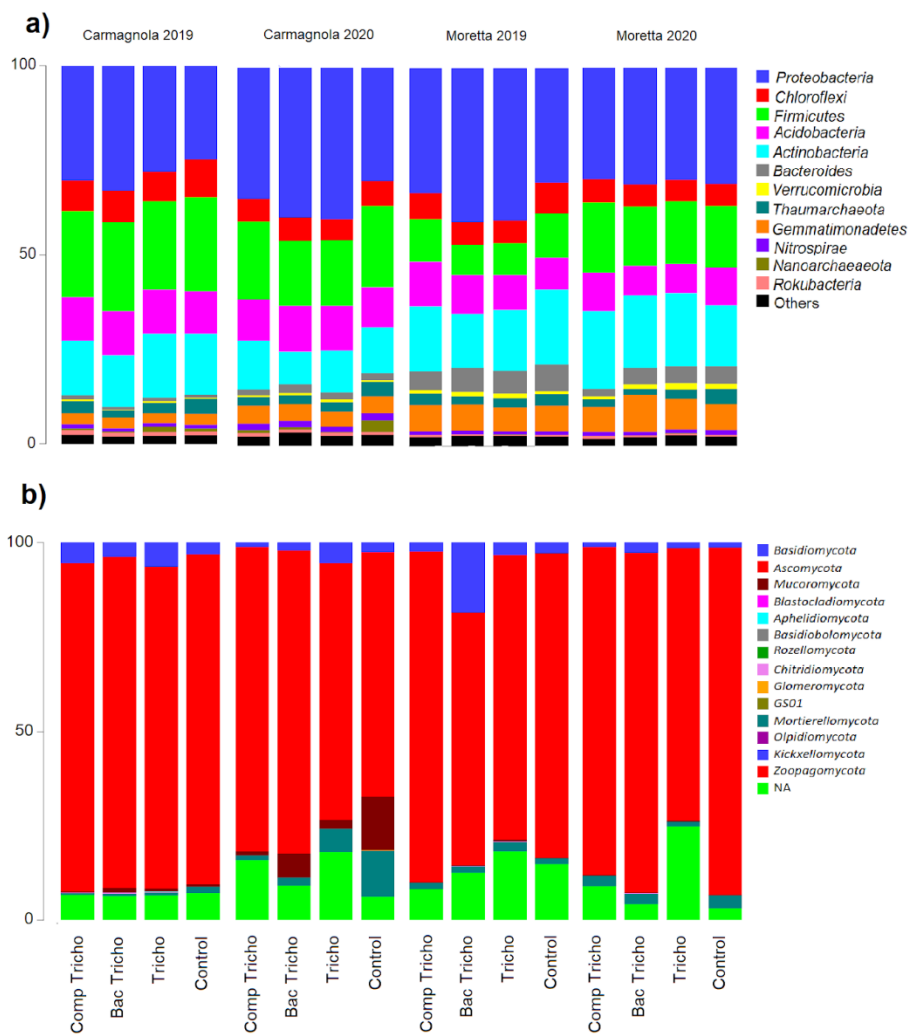 a)
Carmagnola 2019
Carmagnola 2020
Moretta 2019
Moretta 2020
100
50
0
Proteobacteria
Chloroflexi
Firmicutes
Acidobacteria
Actinobacteria
Bacteroides
Verrucomicrobia
Thaumarchaeota
Gemmatimonadetes
Nitrospirae
Nanoarchaeaeota
Rokubacteria
Others
b)
100
50
0
Basidiomycota
Ascomycota
Mucoromycota
Blastocladiomycota
Aphelidiomycota
Basidiobolomycota
Rozellomycota
Chitridiomycota
Glomeromycota
GS01
Mortierellomycota
Olpidiomycota
Kickxellomycota
Zoopagomycota
NA
Comp Tricho
Bac Tricho
Tricho
Control
Comp Tricho
Bac Tricho
Tricho
Control
Comp Tricho
Bac Tricho
Tricho
Control
Comp Tricho
Bac Tricho
Tricho
Control